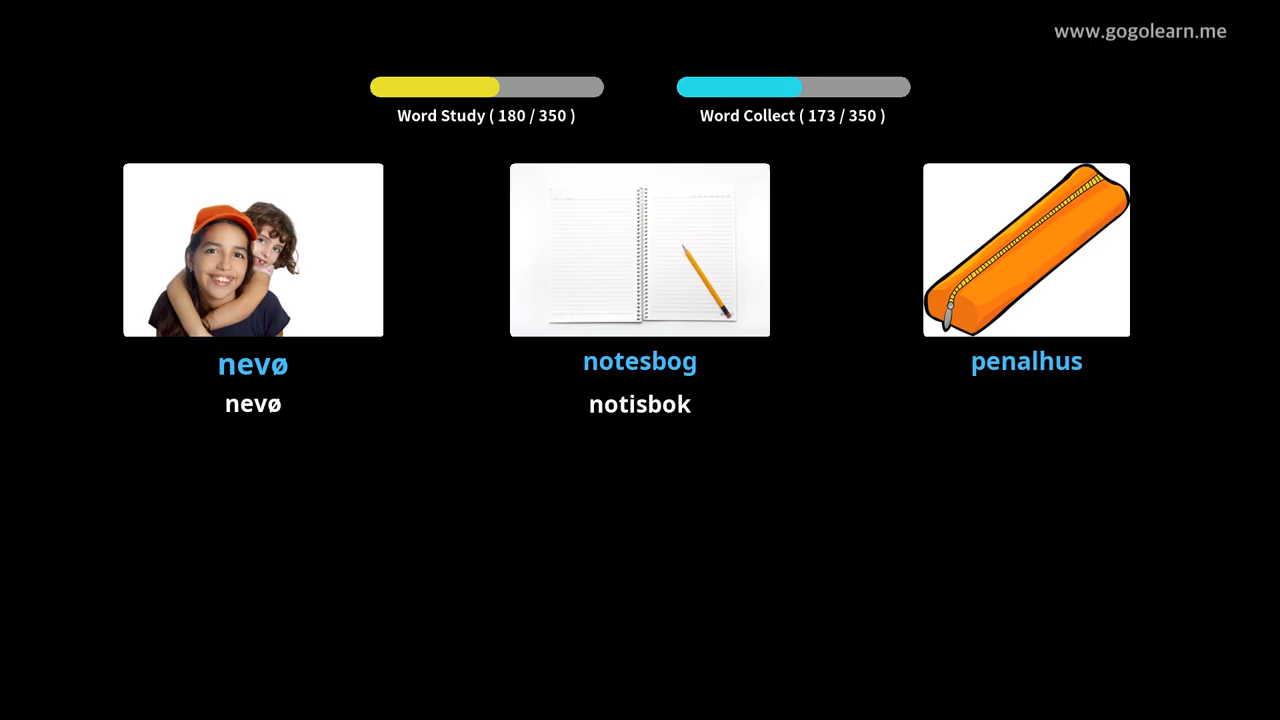 www.gogolearn.me
Word Study ( 180 / 350 )
Word Collect ( 173 / 350 )
nevø
notesbog
penalhus
nevø
notisbok